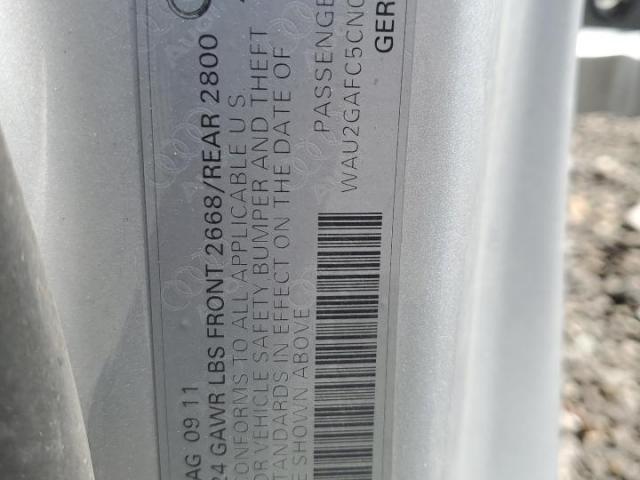 AG 09 11
24 GAWR LBS FRONT 2668/REAR 2800
CONFORMS TO ALL APPLICABLE U S
OR VEHICLE SAFETY BUMPER AND THEFT
STANDARDS IN EFFECT ON THE DATE OF
E SHOWN ABOVE
PASSENGE
WAU2GAFC5CN0
GER